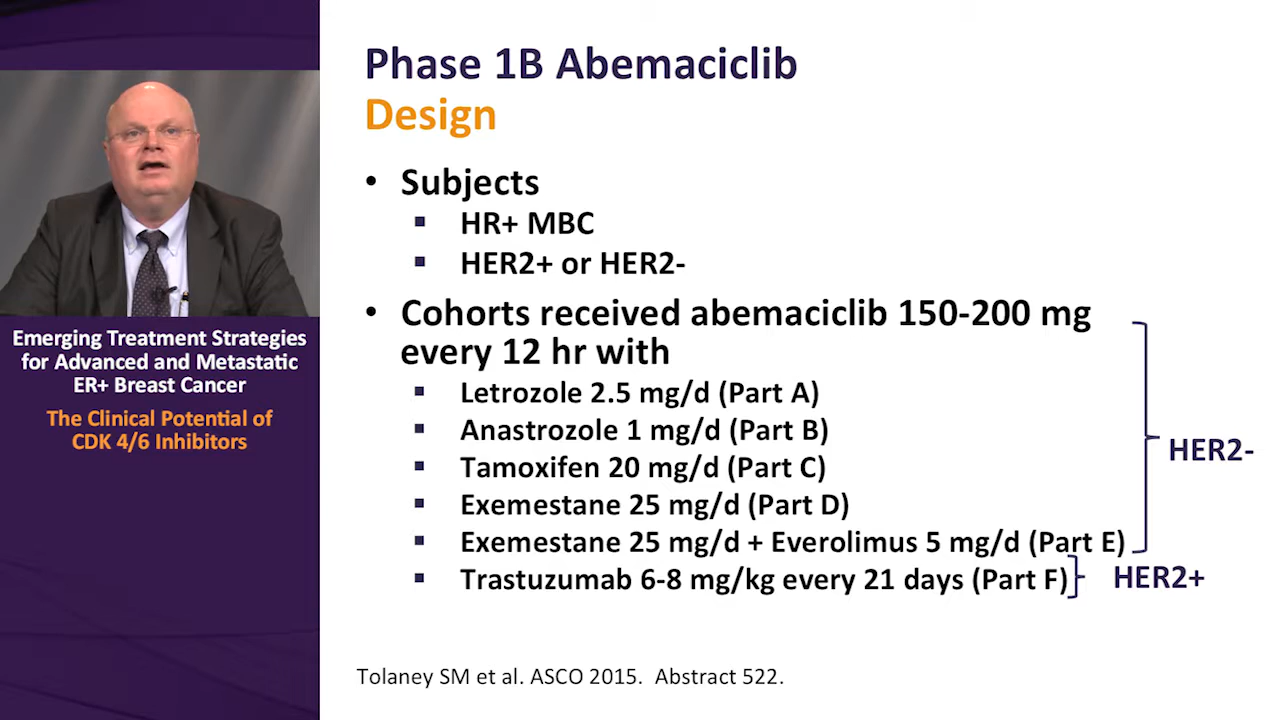 Phase 1B Abemaciclib
Design
• Subjects
▪ HR+ MBC
▪ HER2+ or HER2-
• Cohorts received abemaciclib 150-200 mg
every 12 hr with
▪ Letrozole 2.5 mg/d (Part A)
▪ Anastrozole 1 mg/d (Part B)
▪ Tamoxifen 20 mg/d (Part C)
▪ Exemestane 25 mg/d (Part D)
▪ Exemestane 25 mg/d + Everolimus 5 mg/d (Part E)
▪ Trastuzumab 6-8 mg/kg every 21 days (Part F)
HER2-
HER2+
Tolaney SM et al. ASCO 2015. Abstract 522.
Emerging Treatment Strategies
for Advanced and Metastatic
ER+ Breast Cancer
The Clinical Potential of
CDK 4/6 Inhibitors